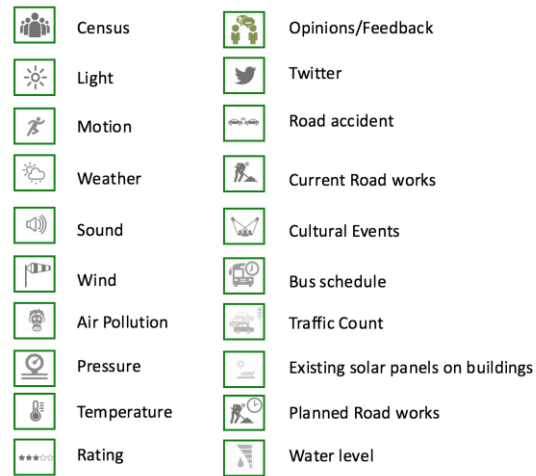 Census
Light
Motion
Weather
Sound
Wind
Air Pollution
Pressure
Temperature
Rating
Opinions/Feedback
Twitter
Road accident
Current Road works
Cultural Events
Bus schedule
Traffic Count
Existing solar panels on buildings
Planned Road works
Water level